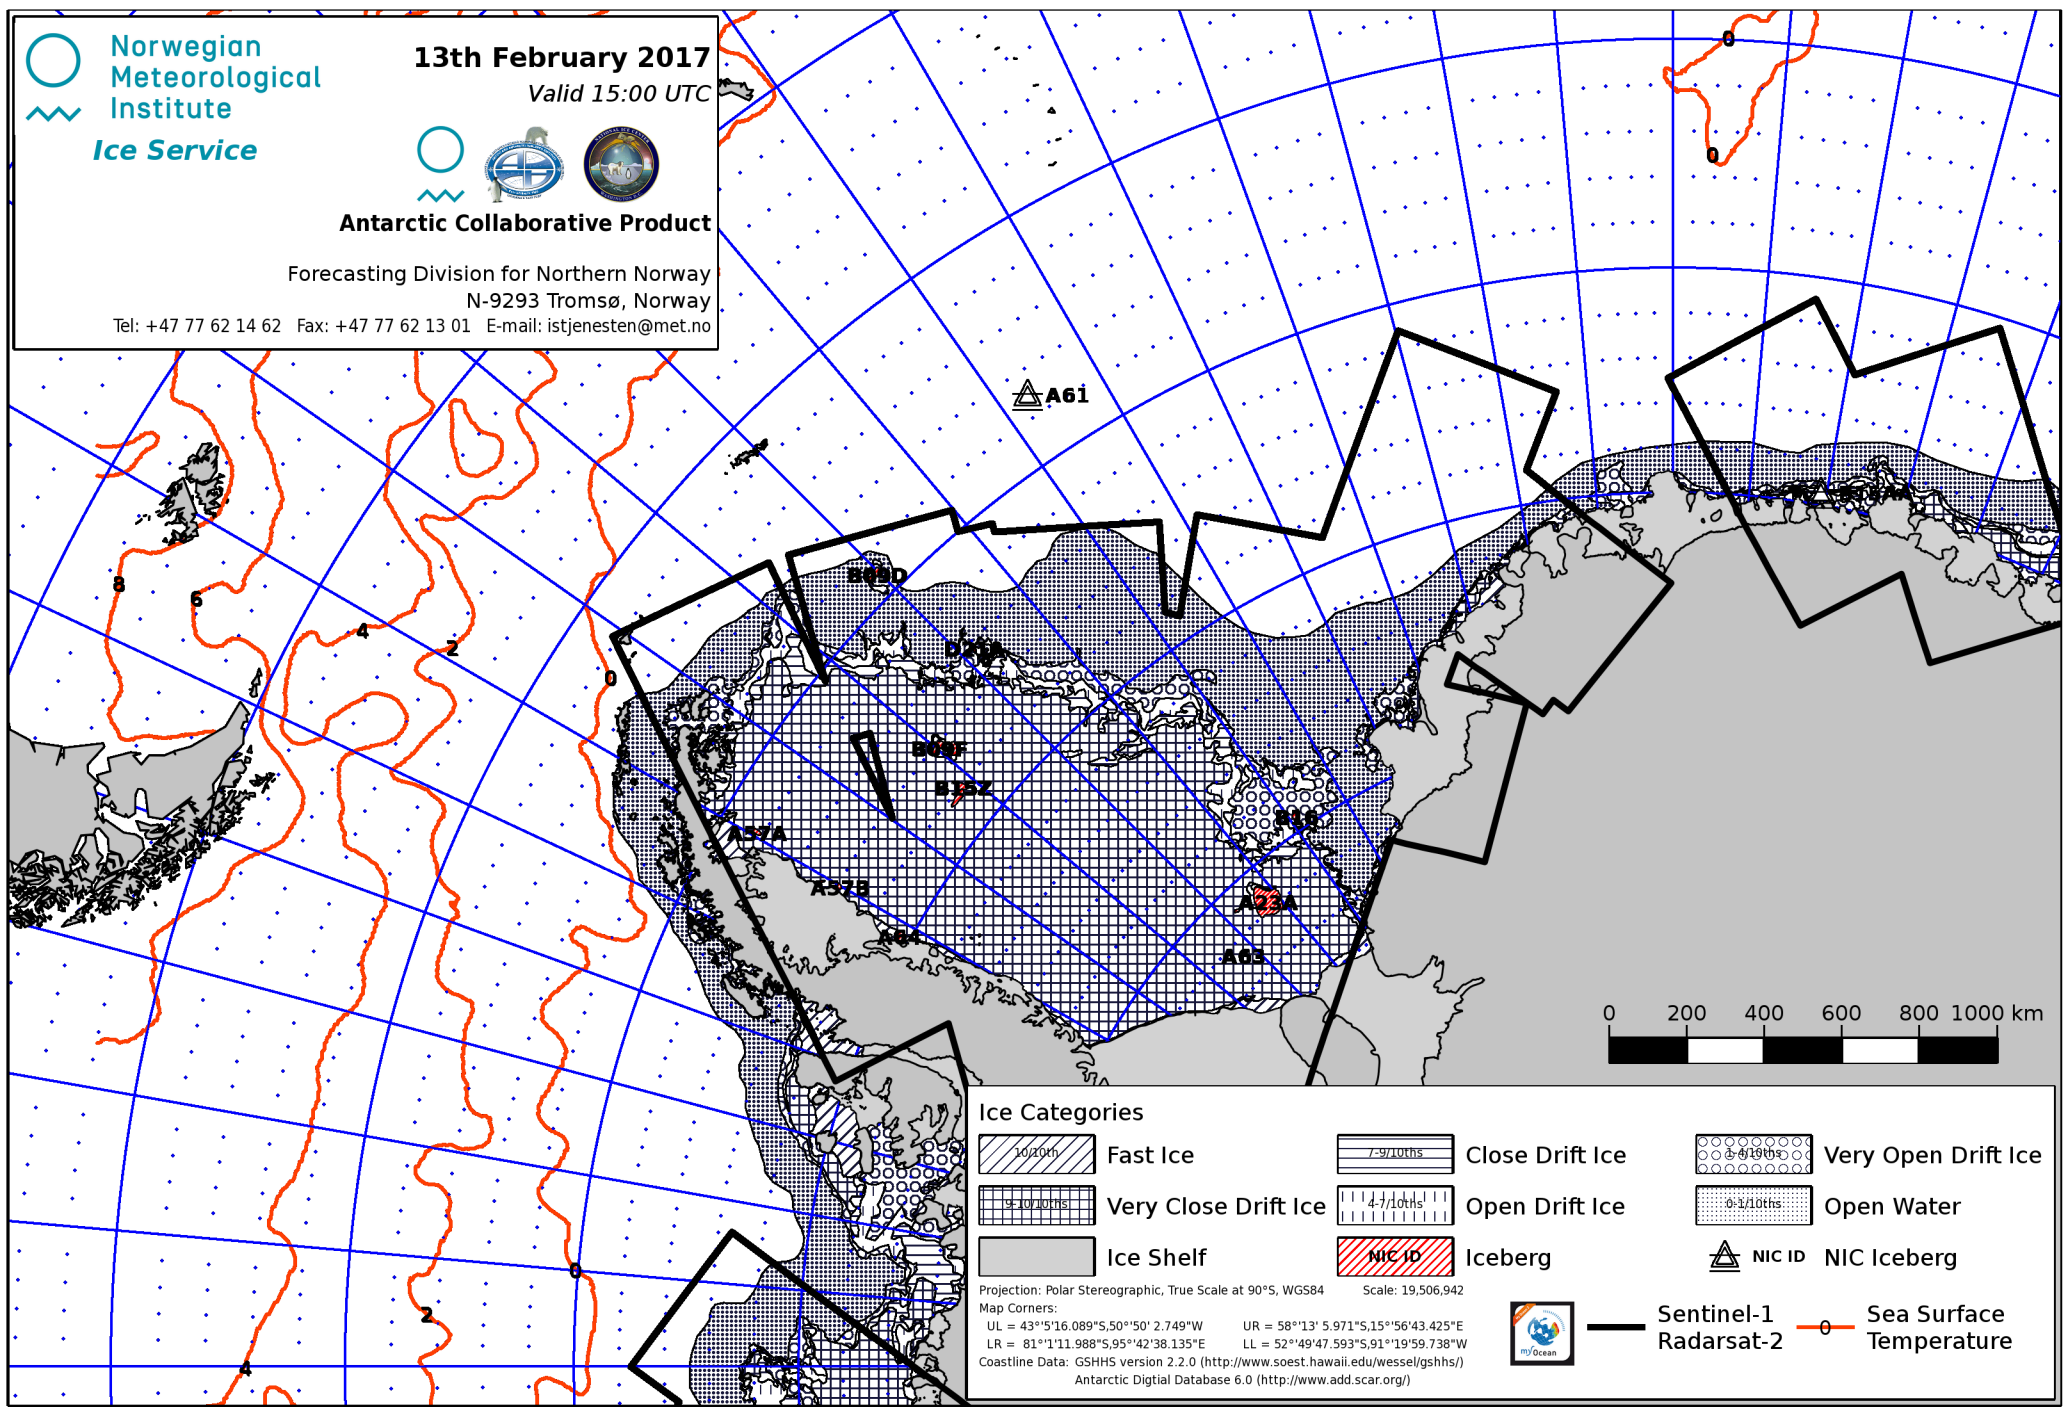 Norwegian
Meteorological
Institute
Ice Service
13th February 2017
Valid 15:00 UTC
Antarctic Collaborative Product
Forecasting Division for Northern Norway
N-9293 Tromsø, Norway
Tel: +47 77 62 14 62 Fax: +47 77 62 13 01 E-mail: istjenesten@met.no
0
0
A61
B09D
D21A
8
6
4
2
0
B09F
B15Z
B16
A57A
A57B
A23A
A64
A63
0
2
4
0 200 400 600 800 1000 km
Ice Categories
10/10th Fast Ice
7-9/10ths Close Drift Ice
1-4/10ths Very Open Drift Ice
9-10/10ths Very Close Drift Ice
4-7/10ths Open Drift Ice
0-1/10ths Open Water
Ice Shelf
NIC ID Iceberg
NIC ID NIC Iceberg
Projection: Polar Stereographic, True Scale at 90°S, WGS84 Scale: 19,506,942
Map Corners:
UL = 43°'5'16.089"S,50°'50' 2.749"W UR = 58°'13' 5.971"S,15°'56'43.425"E
LR = 81°'1'11.988"S,95°'42'38.135"E LL = 52°'49'47.593"S,91°'19'59.738"W
Coastline Data: GSHHS version 2.2.0 (http://www.soest.hawaii.edu/wessel/gshhs/)
Antarctic Digtial Database 6.0 (http://www.add.scar.org/)
myOcean
Sentinel-1
Radarsat-2
0
Sea Surface
Temperature